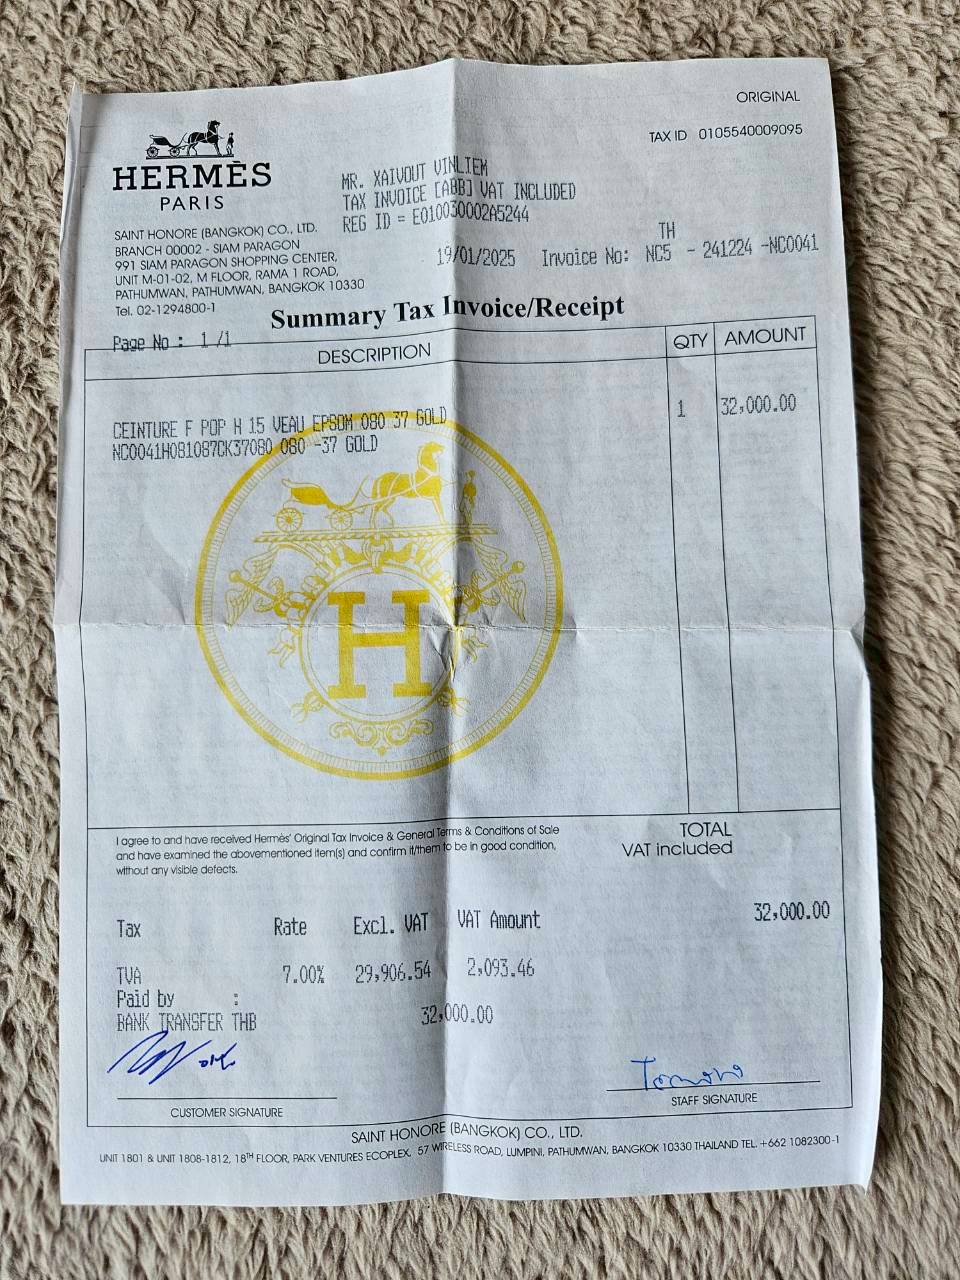 ORIGINAL
TAX ID 0105540009095
HERMÈS
PARIS
MR. XAIVOUT VINLIEM
TAX INVOICE [ABB] VAT INCLUDED
REG ID = E010030002A5244
SAINT HONORE (BANGKOK) CO., LTD.
BRANCH 00002 - SIAM PARAGON
991 SIAM PARAGON SHOPPING CENTER,
UNIT M-01-02, M FLOOR, RAMA 1 ROAD,
PATHUMWAN, PATHUMWAN, BANGKOK 10330
Tel. 02-1294800-1
TH
19/01/2025 Invoice No: NC5 - 241224 -NC0041
Summary Tax Invoice/Receipt
Page No : 1 /1
DESCRIPTION QTY AMOUNT
CEINTURE F POP H 15 VEAU EPSOM 080 37 GOLD 1 32,000.00
NC0041H081087CK37080 080 -37 GOLD
H
I agree to and have received Hermès' Original Tax Invoice & General Terms & Conditions of Sale
and have examined the abovementioned item(s) and confirm it/them to be in good condition,
without any visible defects.
TOTAL
VAT included
32,000.00
Tax Rate Excl. VAT VAT Amount
TVA 7.00% 29,906.54 2,093.46
Paid by :
BANK TRANSFER THB 32,000.00
CUSTOMER SIGNATURE
STAFF SIGNATURE
SAINT HONORE (BANGKOK) CO., LTD.
UNIT 1801 & UNIT 1808-1812, 18TH FLOOR, PARK VENTURES ECOPLEX, 57 WIRELESS ROAD, LUMPINI, PATHUMWAN, BANGKOK 10330 THAILAND TEL. +662 1082300-1